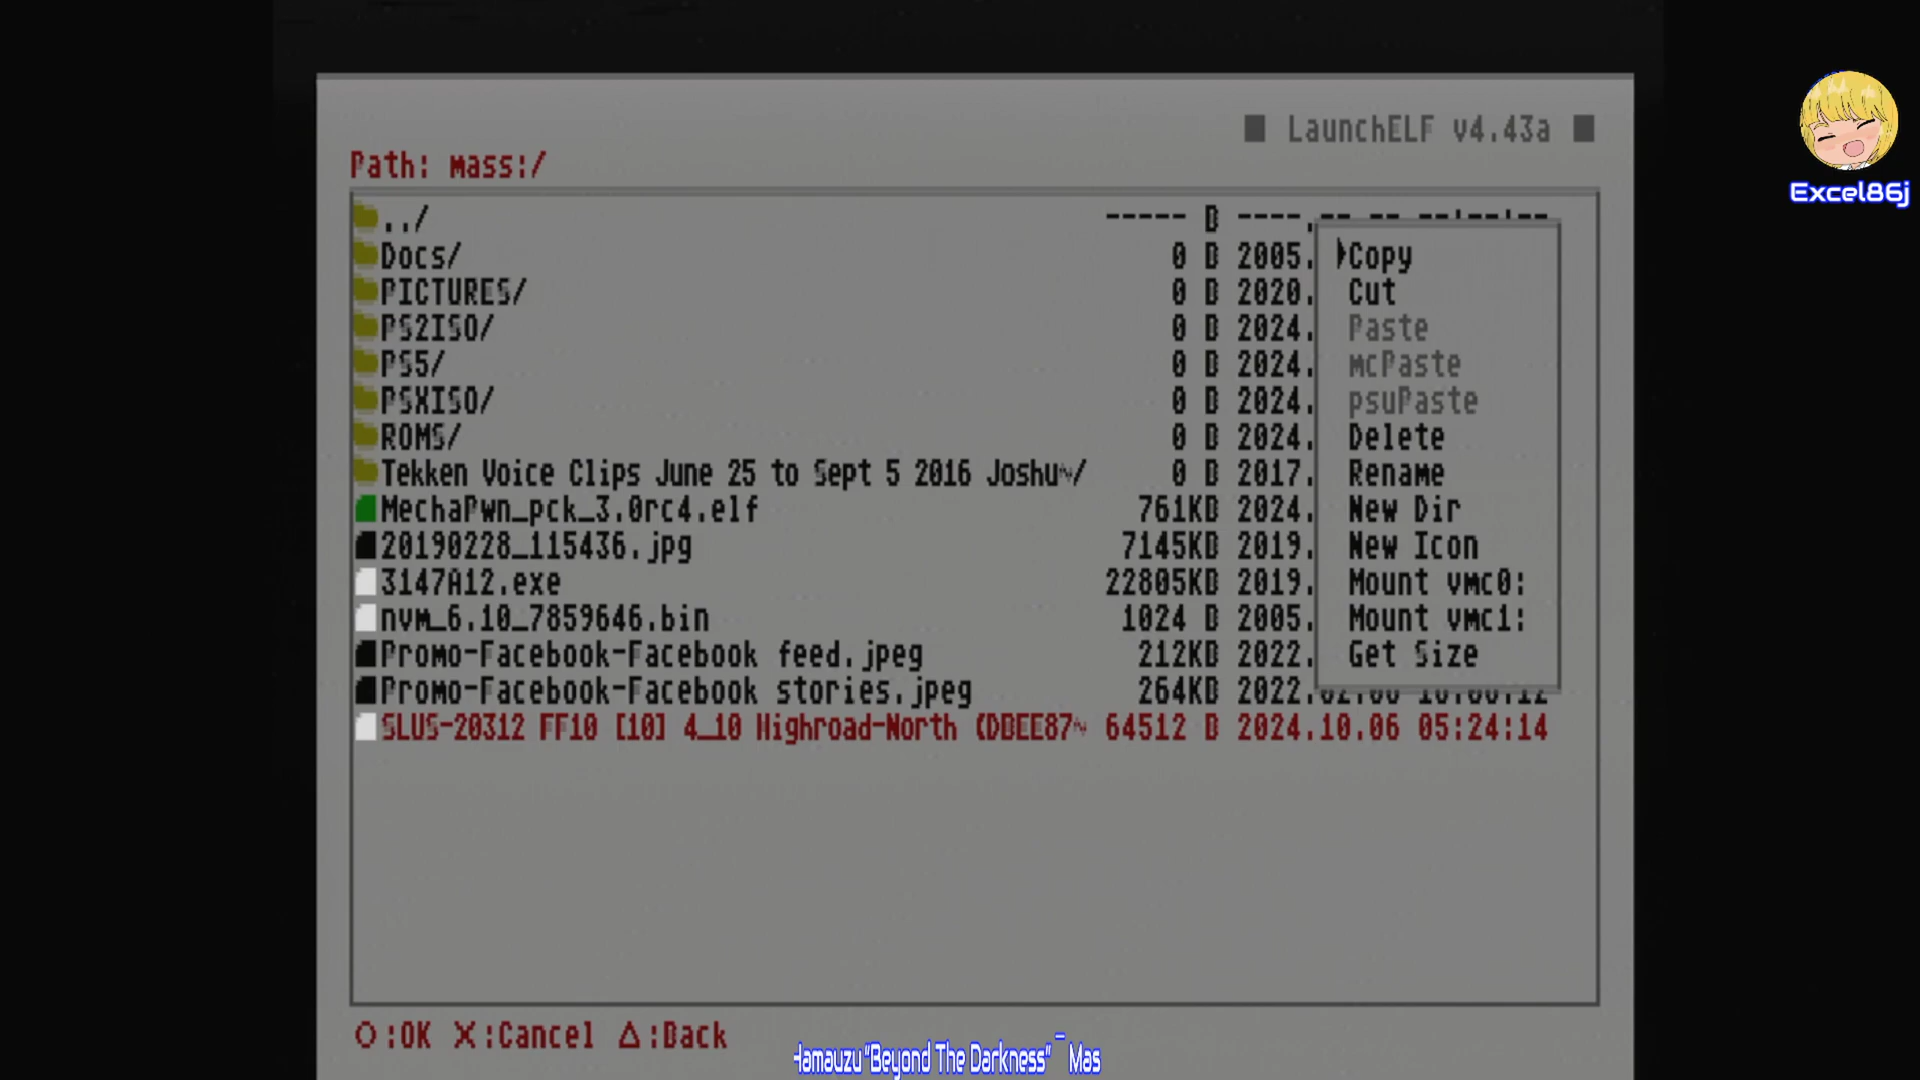 ■ LaunchELF v4.43a ■
Excel86j
Path: mass:/
../ ----- B ----.
Docs/ 0 B 2005.
PICTURES/ 0 B 2020.
PS2ISO/ 0 B 2024.
PS5/ 0 B 2024.
PSXISO/ 0 B 2024.
ROMS/ 0 B 2024.
Tekken Voice Clips June 25 to Sept 5 2016 Joshu~/ 0 B 2017.
MechaPwn_pck_3.0rc4.elf 761KB 2024.
20190228_115436.jpg 7145KB 2019.
3147A12.exe 22805KB 2019.
nvm_6.10_7859646.bin 1024 B 2005.
Promo-Facebook-Facebook feed.jpeg 212KB 2022.
Promo-Facebook-Facebook stories.jpeg 264KB 2022.
SLUS-20312 FF10 [10] 4_10 Highroad-North (DBEE87~ 64512 B 2024.10.06 05:24:14
Copy
Cut
Paste
mcPaste
psuPaste
Delete
Rename
New Dir
New Icon
Mount vmc0:
Mount vmc1:
Get Size
○:OK X:Cancel △:Back
Hamauzu "Beyond The Darkness" ~ Mas